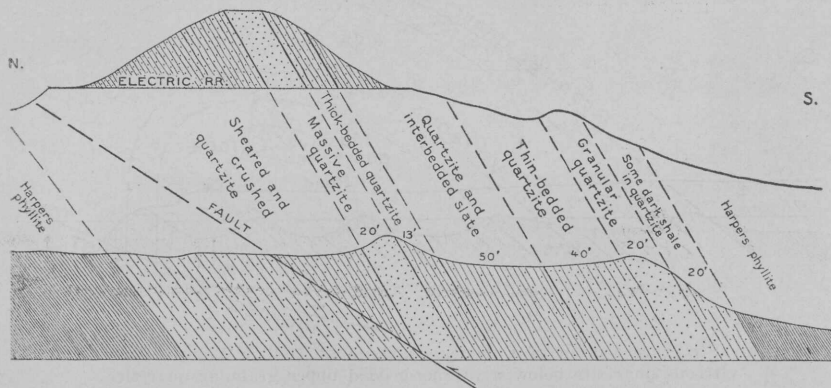 N.
ELECTRIC RR.
S.
Harpers
phyllite
FAULT
Sheared and
crushed
quartzite
Massive
quartzite
Thick-bedded quartzite
Quartzite and
interbedded slate
Thin-bedded
quartzite
Granular
quartzite
Some dark shale
in quartzite
Harpers phyllite
20'
13'
50'
40'
20'
20'